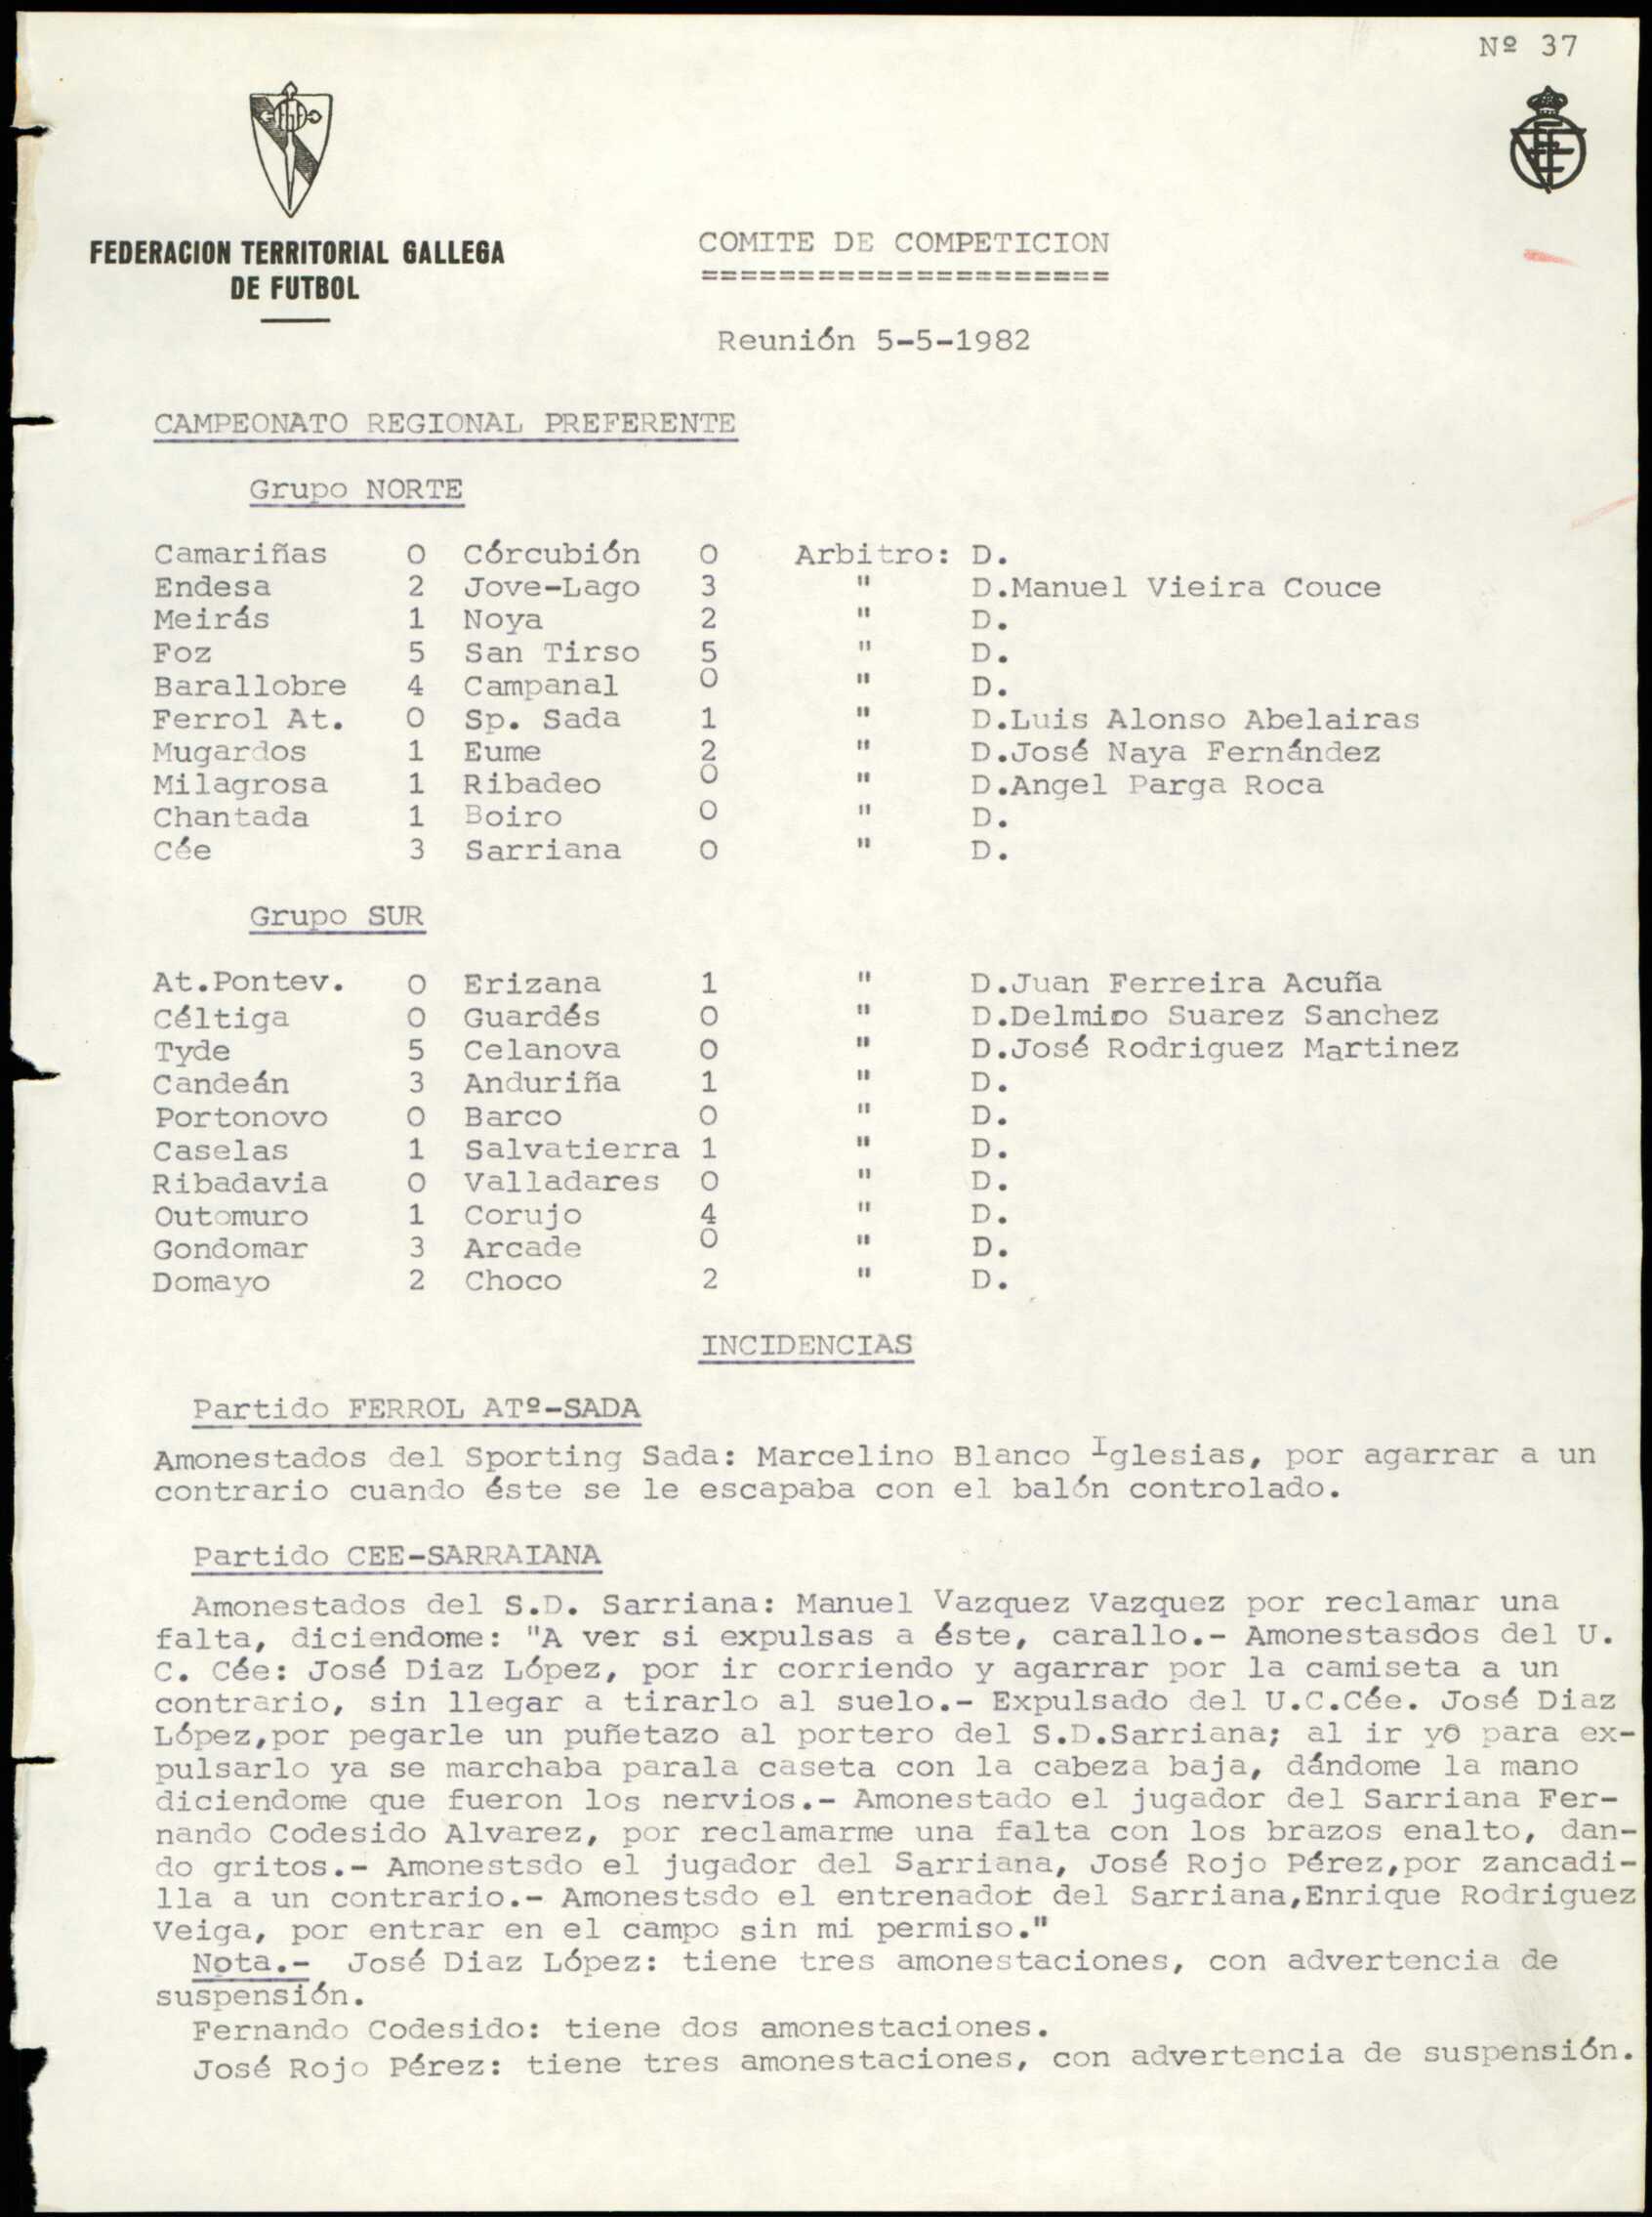 Nº 37
FEDERACION TERRITORIAL GALLEGA
DE FUTBOL
COMITE DE COMPETICION
=====================
Reunión 5-5-1982
CAMPEONATO REGIONAL PREFERENTE
Grupo NORTE
Camariñas 0 Córcubión 0 Arbitro: D.
Endesa 2 Jove-Lago 3 " D.Manuel Vieira Couce
Meirás 1 Noya 2 " D.
Foz 5 San Tirso 5 " D.
Barallobre 4 Campanal 0 " D.
Ferrol At. 0 Sp. Sada 1 " D.Luis Alonso Abelairas
Mugardos 1 Eume 2 " D.José Naya Fernández
Milagrosa 1 Ribadeo 0 " D.Angel Parga Roca
Chantada 1 Boiro 0 " D.
Cée 3 Sarriana 0 " D.
Grupo SUR
At.Pontev. 0 Erizana 1 " D.Juan Ferreira Acuña
Céltiga 0 Guardés 0 " D.Delmiro Suarez Sanchez
Tyde 5 Celanova 0 " D.José Rodriguez Martinez
Candeán 3 Anduriña 1 " D.
Portonovo 0 Barco 0 " D.
Caselas 1 Salvatierra 1 " D.
Ribadavia 0 Valladares 0 " D.
Outomuro 1 Corujo 4 " D.
Gondomar 3 Arcade 0 " D.
Domayo 2 Choco 2 " D.
INCIDENCIAS
Partido FERROL ATº-SADA
Amonestados del Sporting Sada: Marcelino Blanco Iglesias, por agarrar a un
contrario cuando éste se le escapaba con el balón controlado.
Partido CEE-SARRAIANA
Amonestados del S.D. Sarriana: Manuel Vazquez Vazquez por reclamar una
falta, diciendome: "A ver si expulsas a éste, carallo.- Amonestasdos del U.
C. Cée: José Diaz López, por ir corriendo y agarrar por la camiseta a un
contrario, sin llegar a tirarlo al suelo.- Expulsado del U.C.Cée. José Diaz
López,por pegarle un puñetazo al portero del S.D.Sarriana; al ir yo para ex-
pulsarlo ya se marchaba parala caseta con la cabeza baja, dándome la mano
diciendome que fueron los nervios.- Amonestado el jugador del Sarriana Fer-
nando Codesido Alvarez, por reclamarme una falta con los brazos enalto, dan-
do gritos.- Amonestsdo el jugador del Sarriana, José Rojo Pérez,por zancadi-
lla a un contrario.- Amonestsdo el entrenador del Sarriana,Enrique Rodriguez
Veiga, por entrar en el campo sin mi permiso."
Nota.- José Diaz López: tiene tres amonestaciones, con advertencia de
suspensión.
Fernando Codesido: tiene dos amonestaciones.
José Rojo Pérez: tiene tres amonestaciones, con advertencia de suspensión.